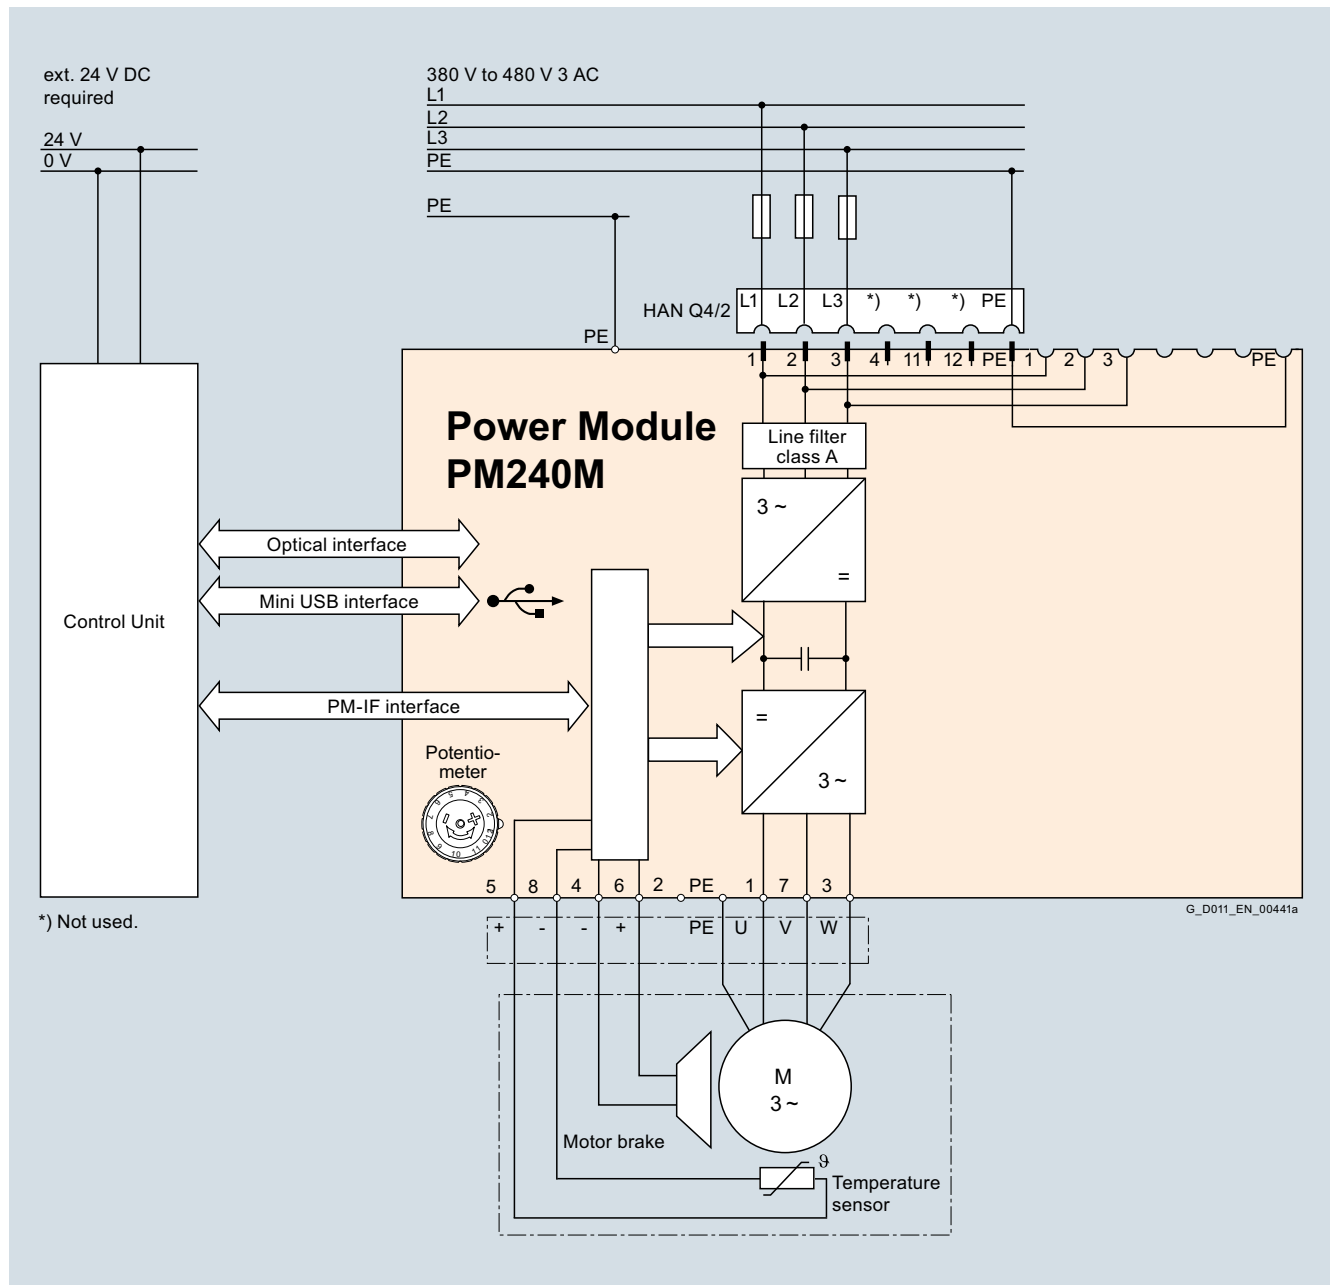 ext. 24 V DC
required
380 V to 480 V 3 AC
L1
L2
L3
PE
24 V
0 V
PE
HAN Q4/2
L1 L2 L3 *) *) *) PE
PE
1 2 3 4 11 12 PE 1 2 3 PE
Power Module
PM240M
Line filter
class A
3 ~
=
Optical interface
Mini USB interface
Control Unit
PM-IF interface
=
3 ~
Potentio-
meter
5 8 4 6 2 PE 1 7 3
*) Not used.
G_D011_EN_00441a
+ - - + PE U V W
M
3 ~
Motor brake
ϑ
Temperature
sensor